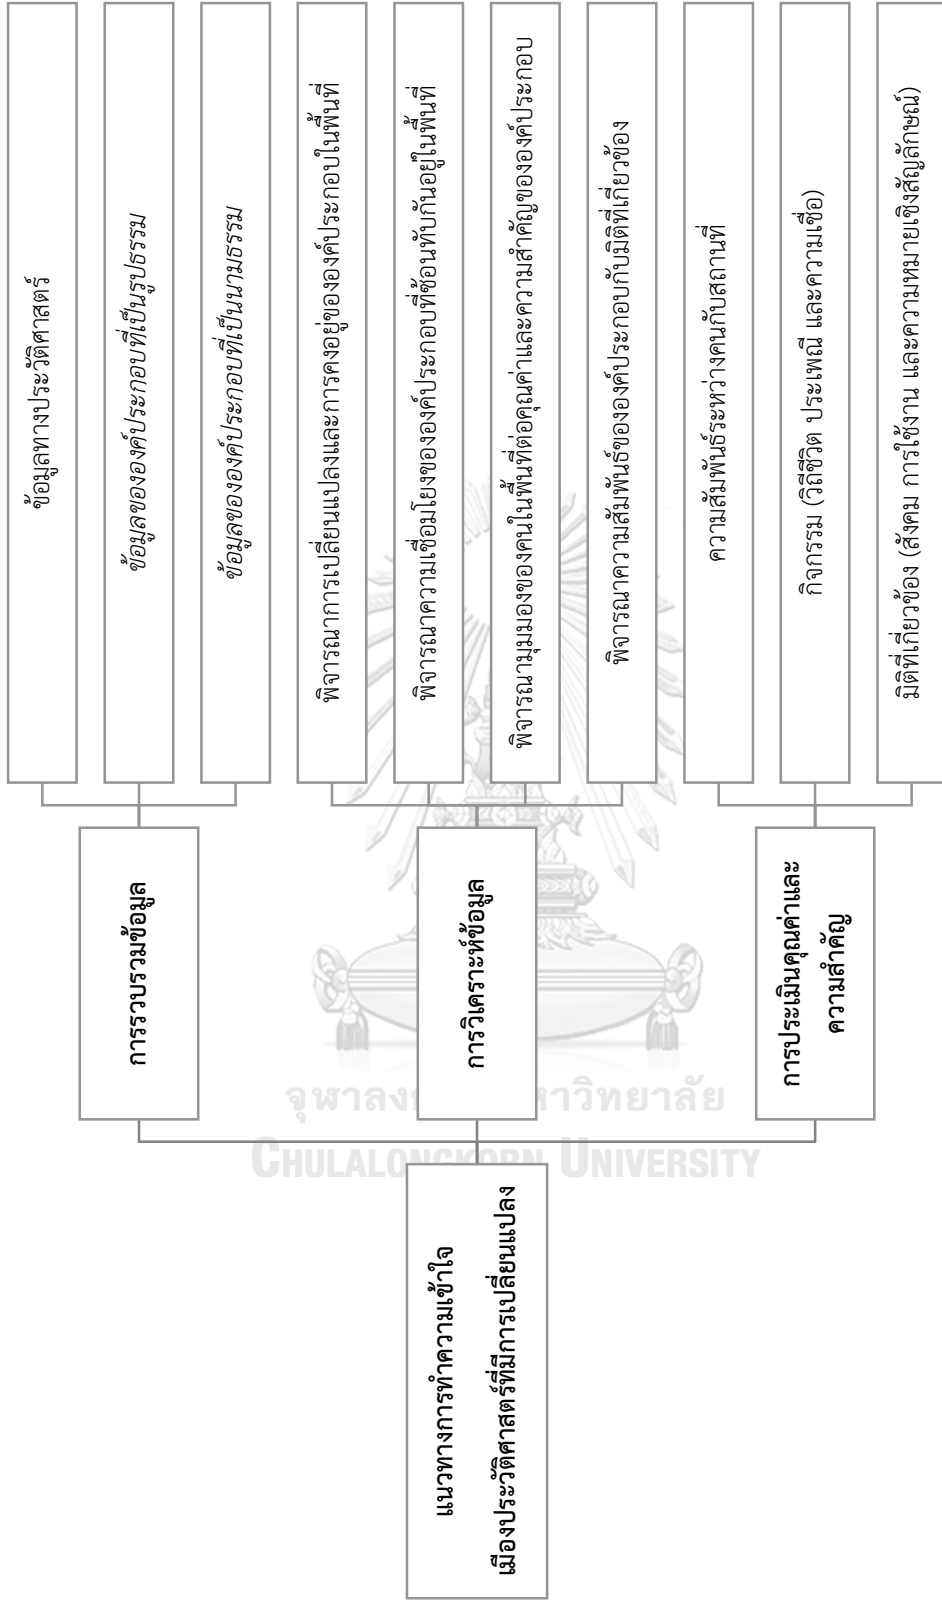 แนวทางการทำความเข้าใจ
เมืองประวัติศาสตร์ที่มีการเปลี่ยนแปลง
การรวบรวมข้อมูล
ข้อมูลทางประวัติศาสตร์
ข้อมูลขององค์ประกอบที่เป็นรูปธรรม
ข้อมูลขององค์ประกอบที่เป็นนามธรรม
การวิเคราะห์ข้อมูล
พิจารณาการเปลี่ยนแปลงและการคงอยู่ขององค์ประกอบในพื้นที่
พิจารณาความเชื่อมโยงขององค์ประกอบที่ซ้อนทับกันอยู่ในพื้นที่
พิจารณามุมมองของคนในพื้นที่ต่อคุณค่าและความสำคัญขององค์ประกอบ
พิจารณาความสัมพันธ์ขององค์ประกอบกับมิติที่เกี่ยวข้อง
การประเมินคุณค่าและ
ความสำคัญ
ความสัมพันธ์ระหว่างคนกับสถานที่
กิจกรรม (วิถีชีวิต ประเพณี และความเชื่อ)
มิติที่เกี่ยวข้อง (สังคม การใช้งาน และความหมายเชิงสัญลักษณ์)
CHULALONGKORN UNIVERSITY